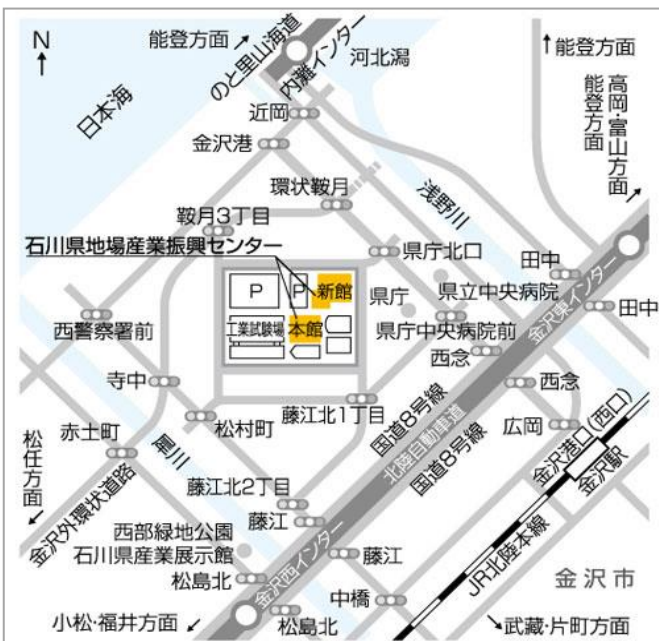 N
能登方面
のと里山海道
内灘インター
河北潟
能登方面
高岡・富山方面
能登方面
日本海
近岡
金沢港
環状鞍月
浅野川
鞍月3丁目
石川県地場産業振興センター
県庁北口
田中
P
P
新館
県庁
県立中央病院
金沢東インター
田中
西警察署前
工業試験場
本館
県庁中央病院前
西念
寺中
西念
松村町
藤江北1丁目
国道8号線
北陸自動車道
国道8号線
広岡
金沢港口(西口)
金沢駅
赤土町
犀川
松任方面
金沢外環状道路
藤江北2丁目
藤江
西部緑地公園
石川県産業展示館
藤江
金沢西インター
JR北陸本線
金沢市
松島北
中橋
小松・福井方面
松島北
武蔵・片町方面